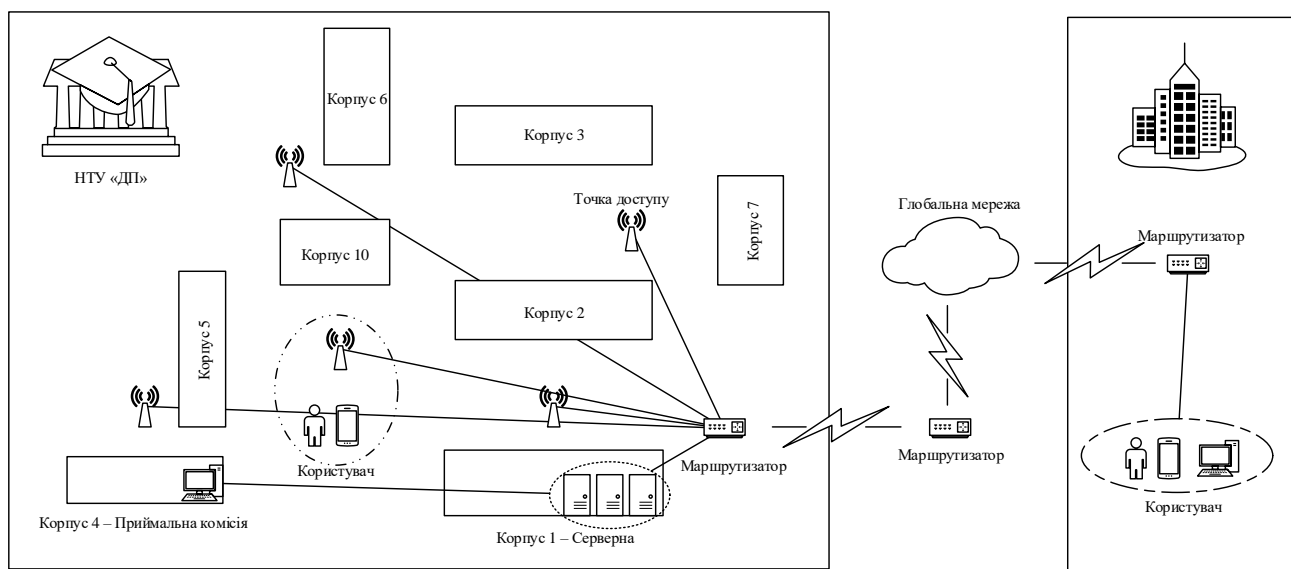 Корпус 6
Корпус 3
НТУ «ДП»
Точка доступу
Корпус 7
Глобальна мережа
Маршрутизатор
Корпус 10
Корпус 2
Корпус 5
Користувач
Маршрутизатор
Маршрутизатор
Корпус 4 – Приймальна комісія
Корпус 1 – Серверна
Користувач